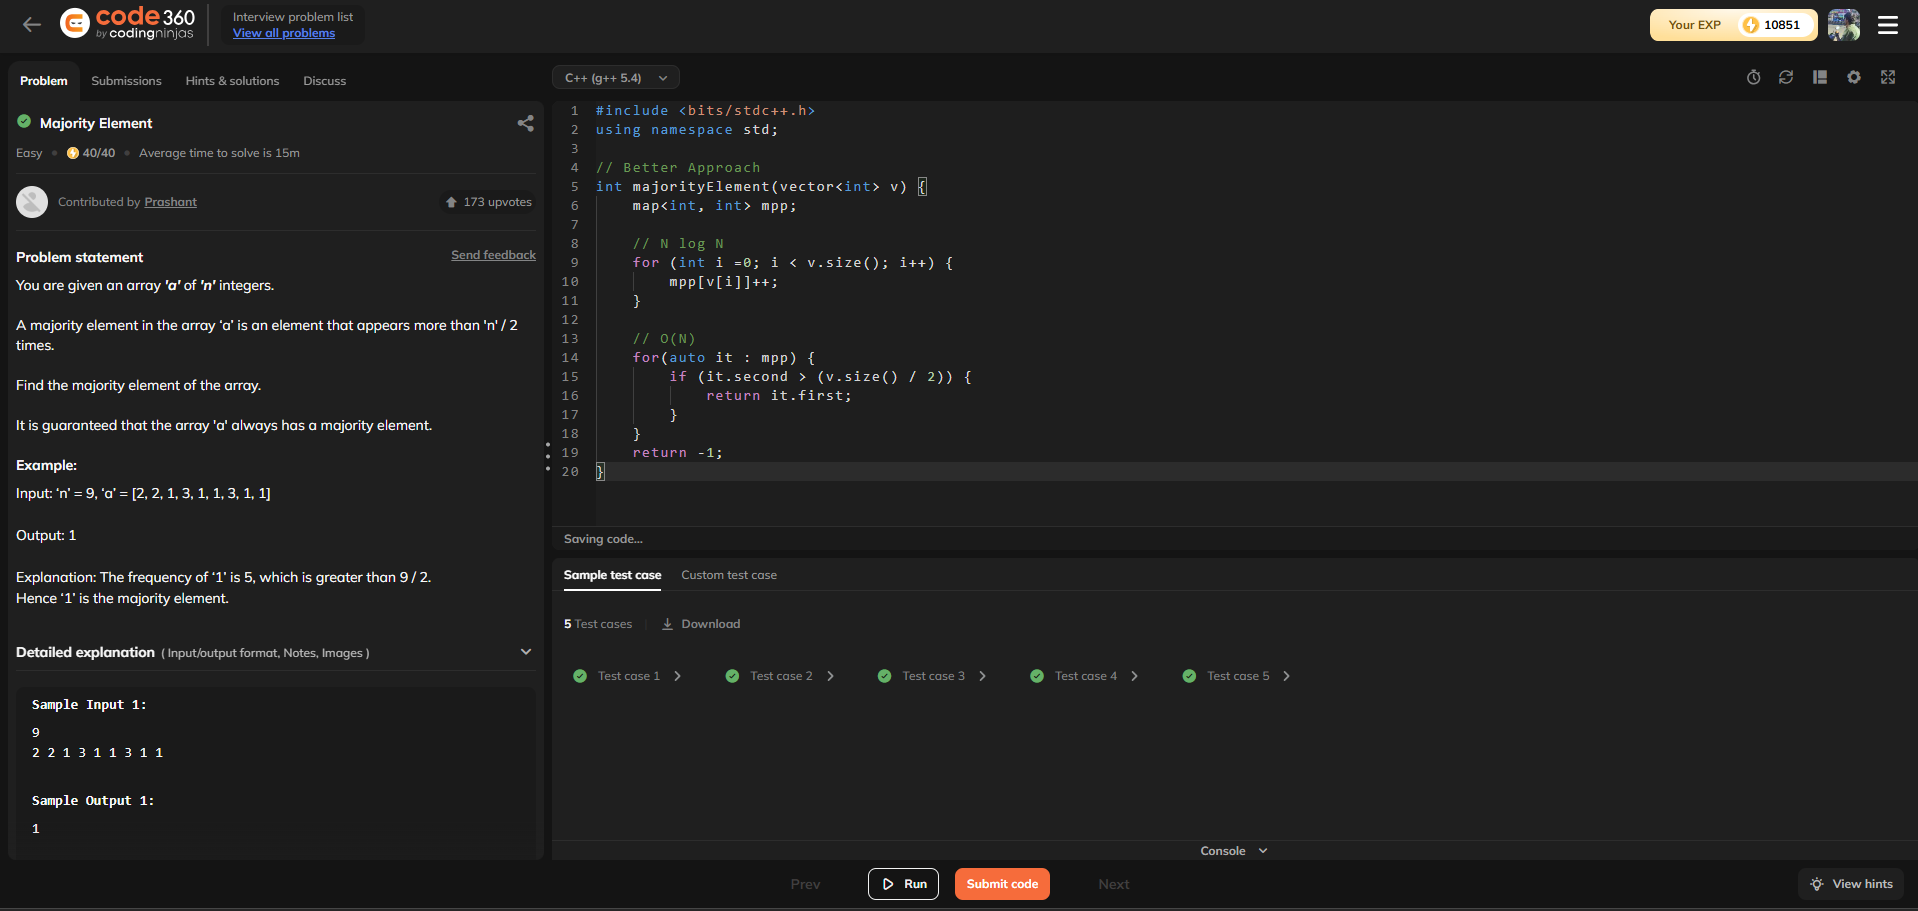 code 360
by codingninjas
Interview problem list
View all problems
Your EXP 10851
Problem Submissions Hints & solutions Discuss
Majority Element
Easy • 40/40 • Average time to solve is 15m
Contributed by Prashant
173 upvotes
Problem statement
Send feedback
You are given an array 'a' of 'n' integers.
A majority element in the array ‘a’ is an element that appears more than 'n' / 2
times.
Find the majority element of the array.
It is guaranteed that the array 'a' always has a majority element.
Example:
Input: ‘n’ = 9, ‘a’ = [2, 2, 1, 3, 1, 1, 3, 1, 1]
Output: 1
Explanation: The frequency of ‘1’ is 5, which is greater than 9 / 2.
Hence ‘1’ is the majority element.
Detailed explanation ( Input/output format, Notes, Images )
Sample Input 1:
9
2 2 1 3 1 1 3 1 1
Sample Output 1:
1
C++ (g++ 5.4)
1 #include <bits/stdc++.h>
2 using namespace std;
3
4 // Better Approach
5 int majorityElement(vector<int> v) {
6 map<int, int> mpp;
7
8 // N log N
9 for (int i =0; i < v.size(); i++) {
10 mpp[v[i]]++;
11 }
12
13 // O(N)
14 for(auto it : mpp) {
15 if (it.second > (v.size() / 2)) {
16 return it.first;
17 }
18 }
19 return -1;
20 }
Saving code...
Sample test case Custom test case
5 Test cases Download
Test case 1 Test case 2 Test case 3 Test case 4 Test case 5
Console
Prev Run Submit code Next
View hints